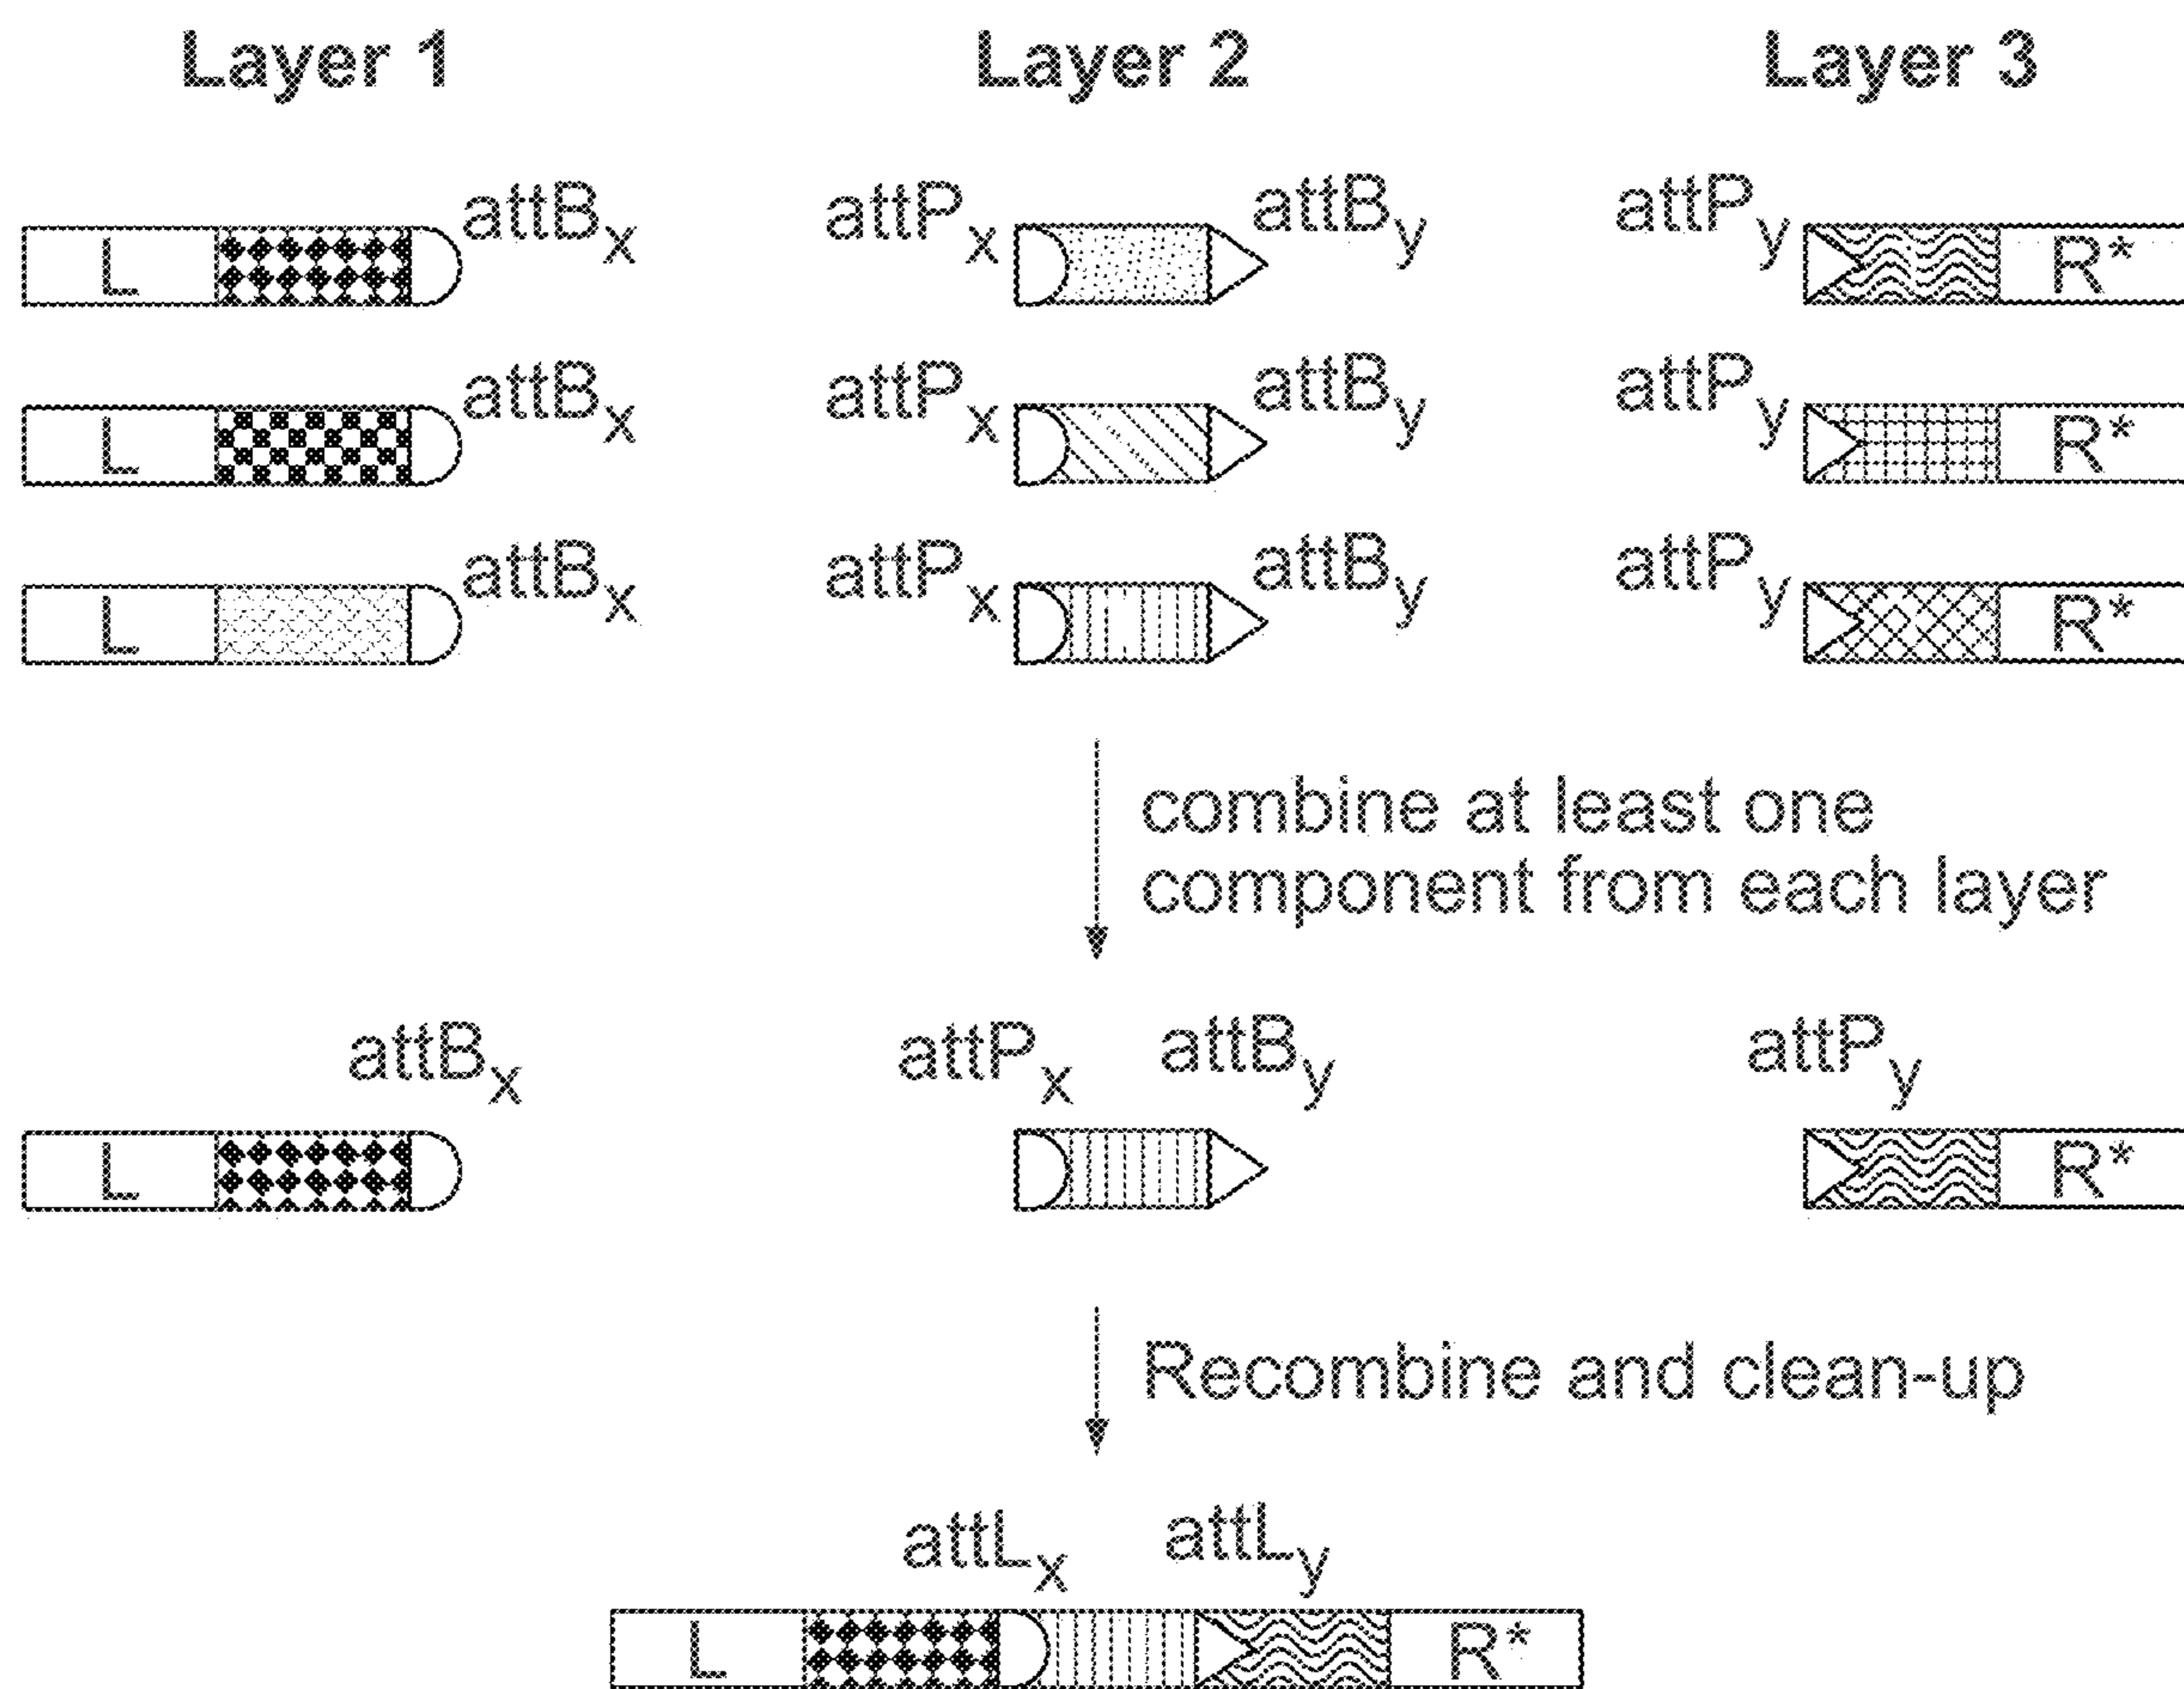 Layer 1 Layer 2 Layer 3
attBx attPx attBy attPy
L R*
attBx attPx attBy attPy
L R*
attBx attPx attBy attPy
L R*
combine at least one
component from each layer
attBx attPx attBy attPy
L R*
Recombine and clean-up
attLx attLy
L R*